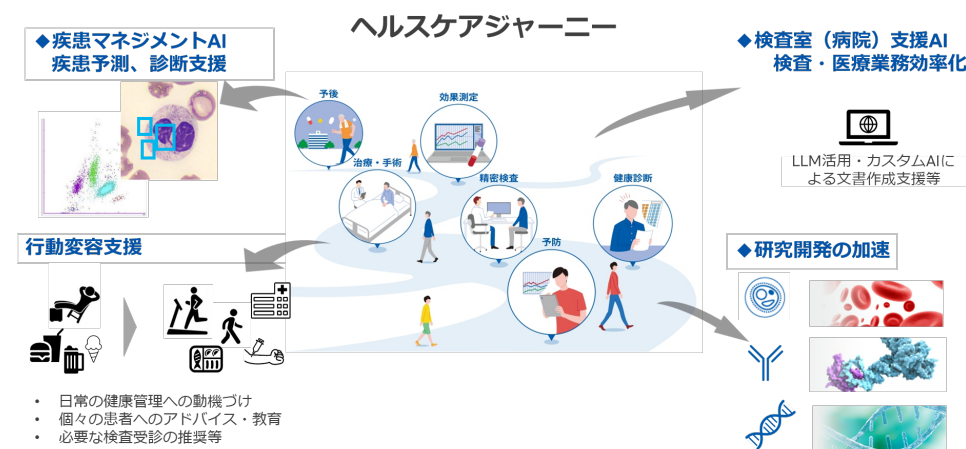 ヘルスケアジャーニー
◆疾患マネジメントAI
疾患予測、診断支援
◆検査室（病院）支援AI
検査・医療業務効率化
LLM活用・カスタムAIに
よる文書作成支援等
予後
効果測定
治療・手術
精密検査
健康診断
予防
行動変容支援
◆研究開発の加速
• 日常の健康管理への動機づけ
• 個々の患者へのアドバイス・教育
• 必要な検査受診の推奨等